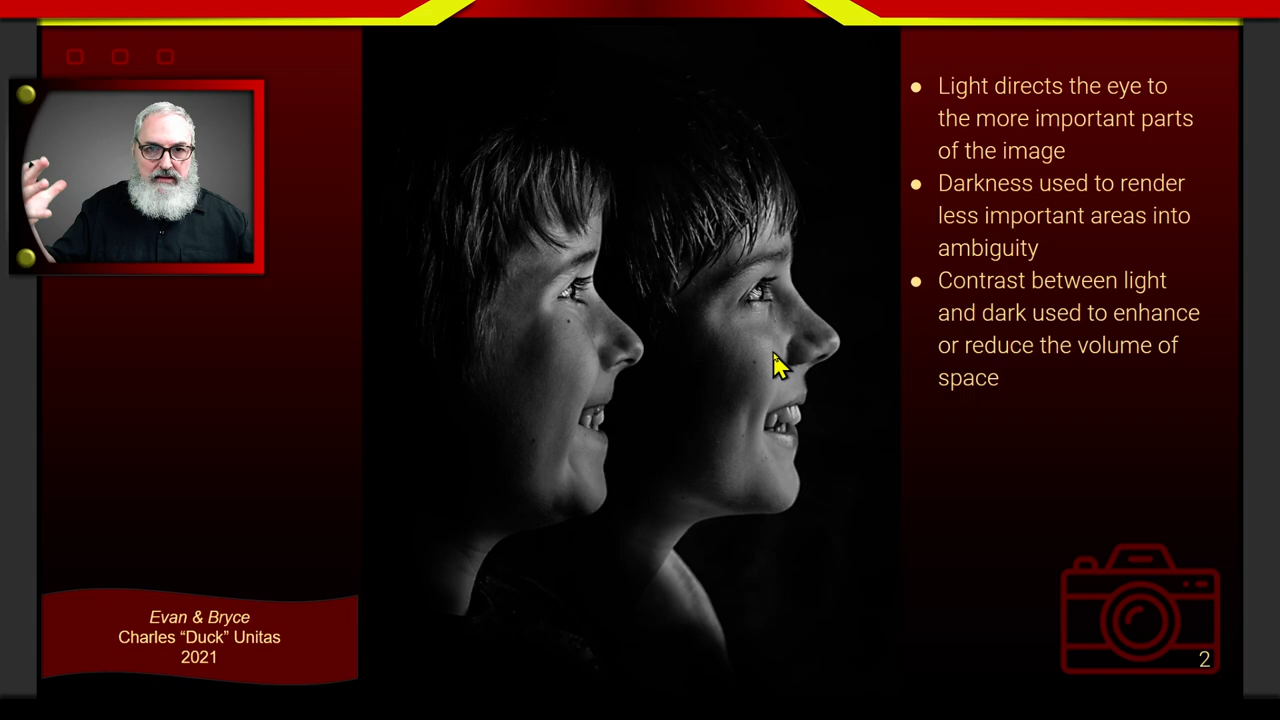 ● Light directs the eye to
the more important parts
of the image
● Darkness used to render
less important areas into
ambiguity
● Contrast between light
and dark used to enhance
or reduce the volume of
space
Evan & Bryce
Charles “Duck” Unitas
2021
2